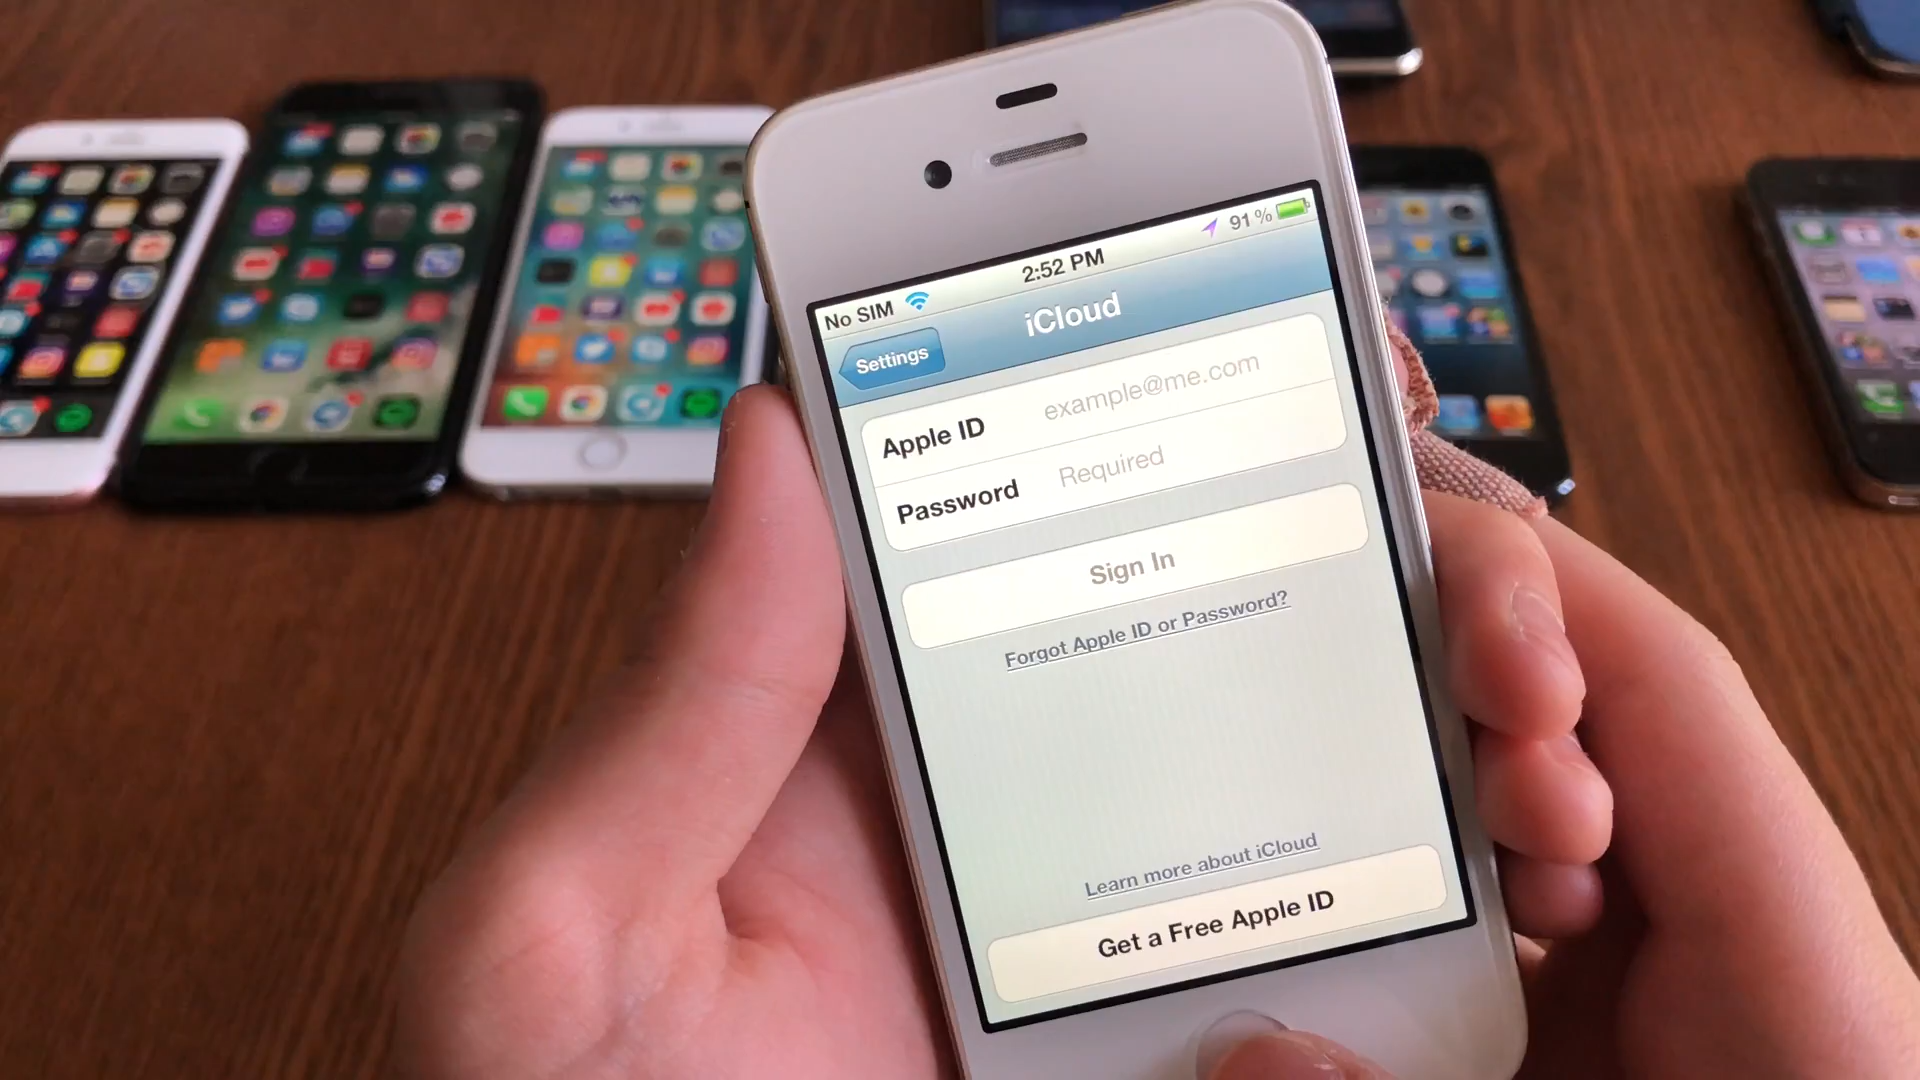 No SIM 2:52 PM 91%
Settings iCloud
Apple ID example@me.com
Password Required
Sign In
Forgot Apple ID or Password?
Learn more about iCloud
Get a Free Apple ID